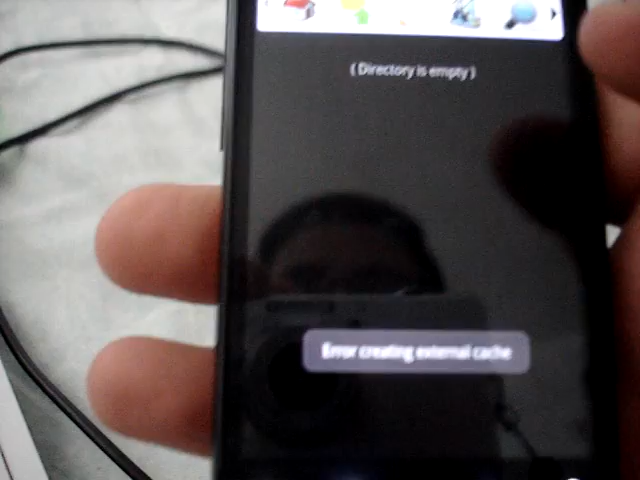 ( Directory is empty )
Error creating external cache